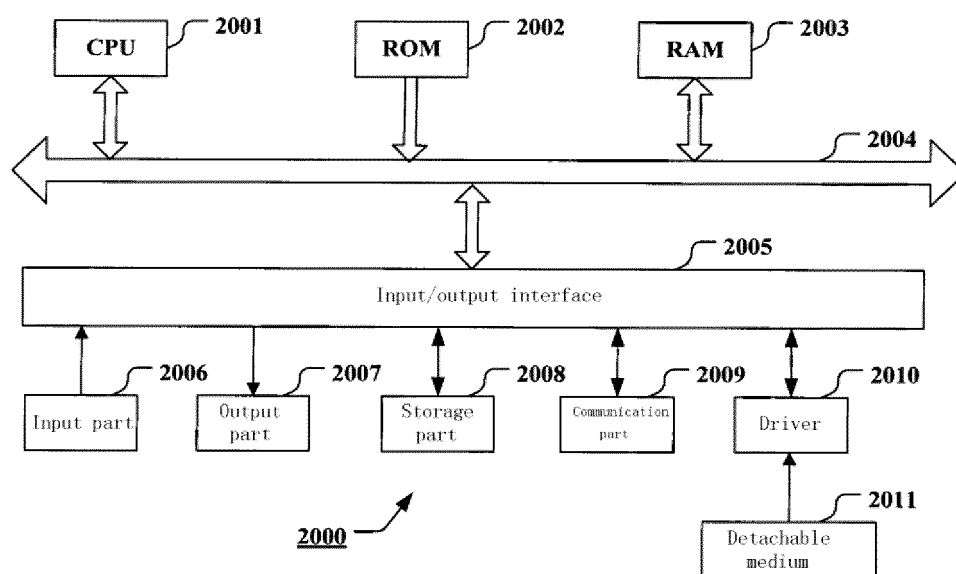 2001
2002
2003
CPU
ROM
RAM
2004
2005
Input/output interface
2006
2007
2008
2009
2010
Input part
Output
part
Storage
part
Communication
part
Driver
2000
2011
Detachable
medium